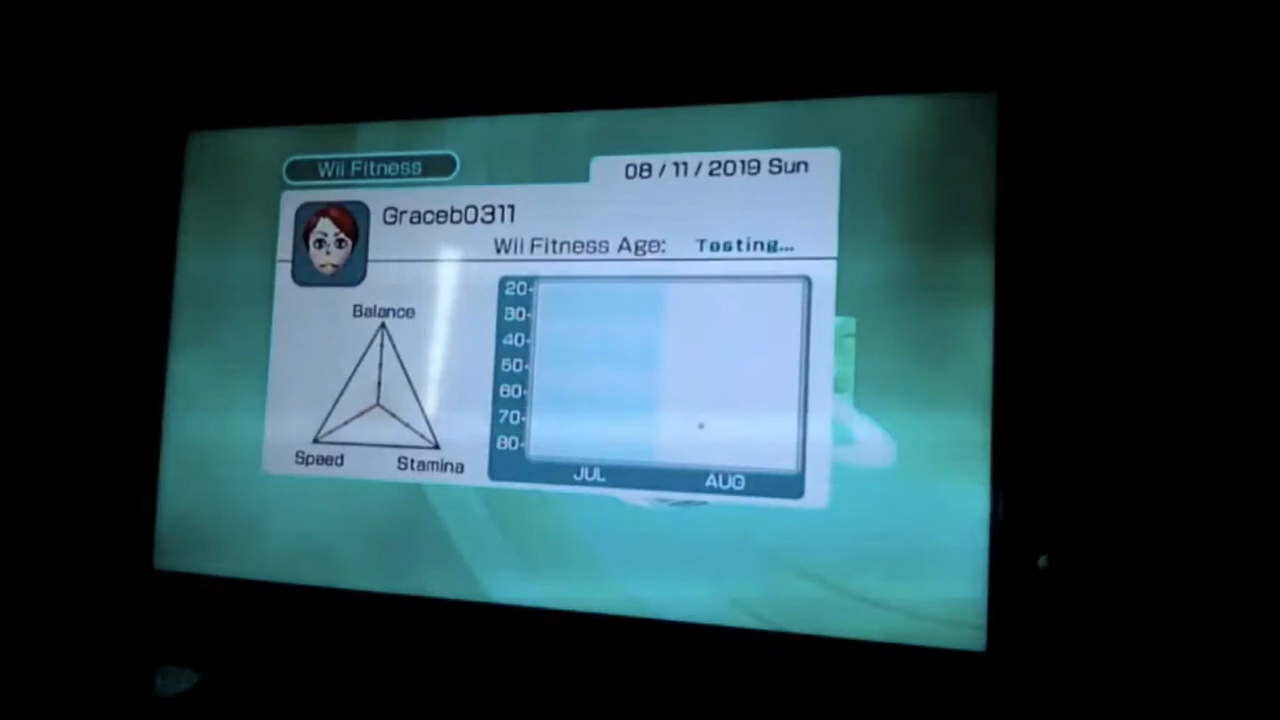 Wii Fitness
08 / 11 / 2019 Sun
Graceb0311
Wii Fitness Age: Testing...
Balance
Speed
Stamina
20
30
40
50
60
70
80
JUL
AUG